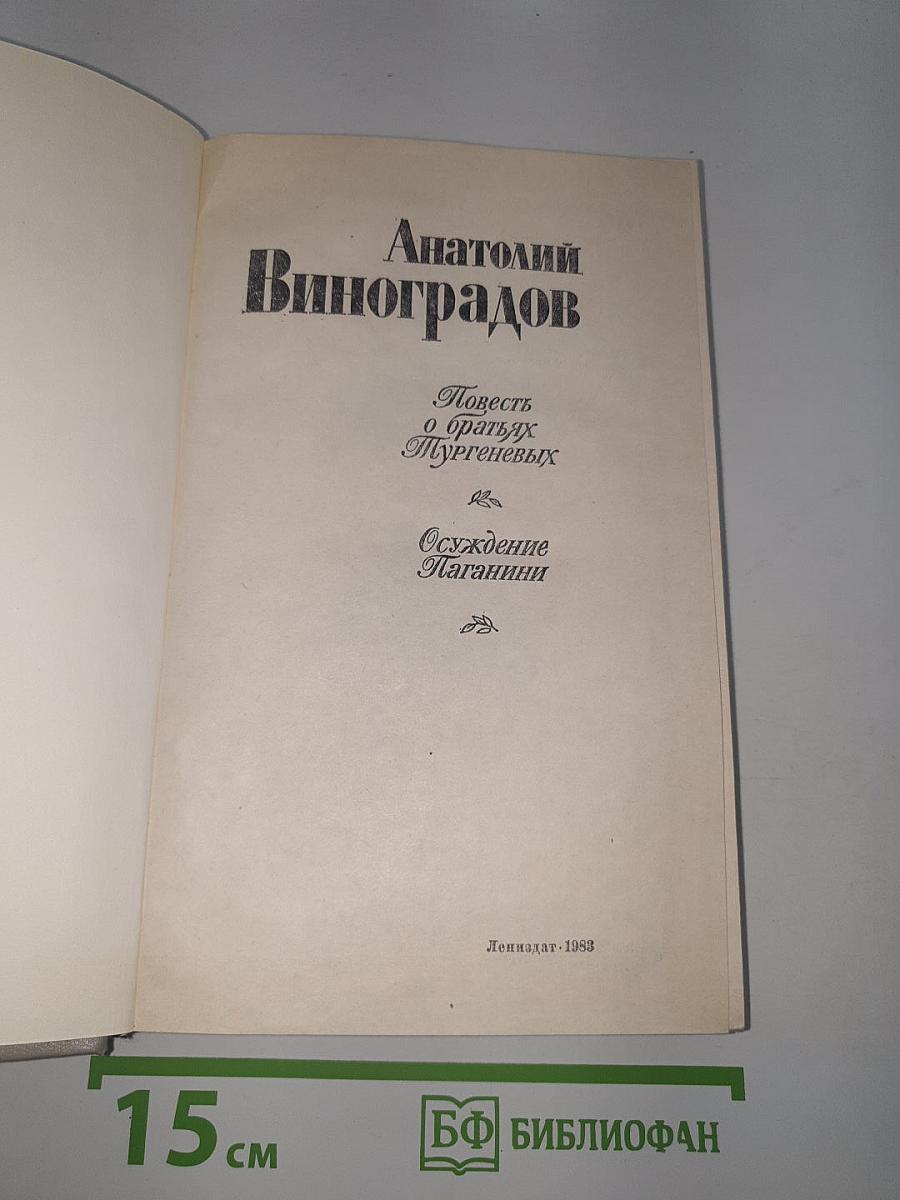 Анатолий
Виноградов
Повесть
о братьях
Тургеневых
Осуждение
Паганини
Лениздат · 1983
15 см
БФ БИБЛИОФАН